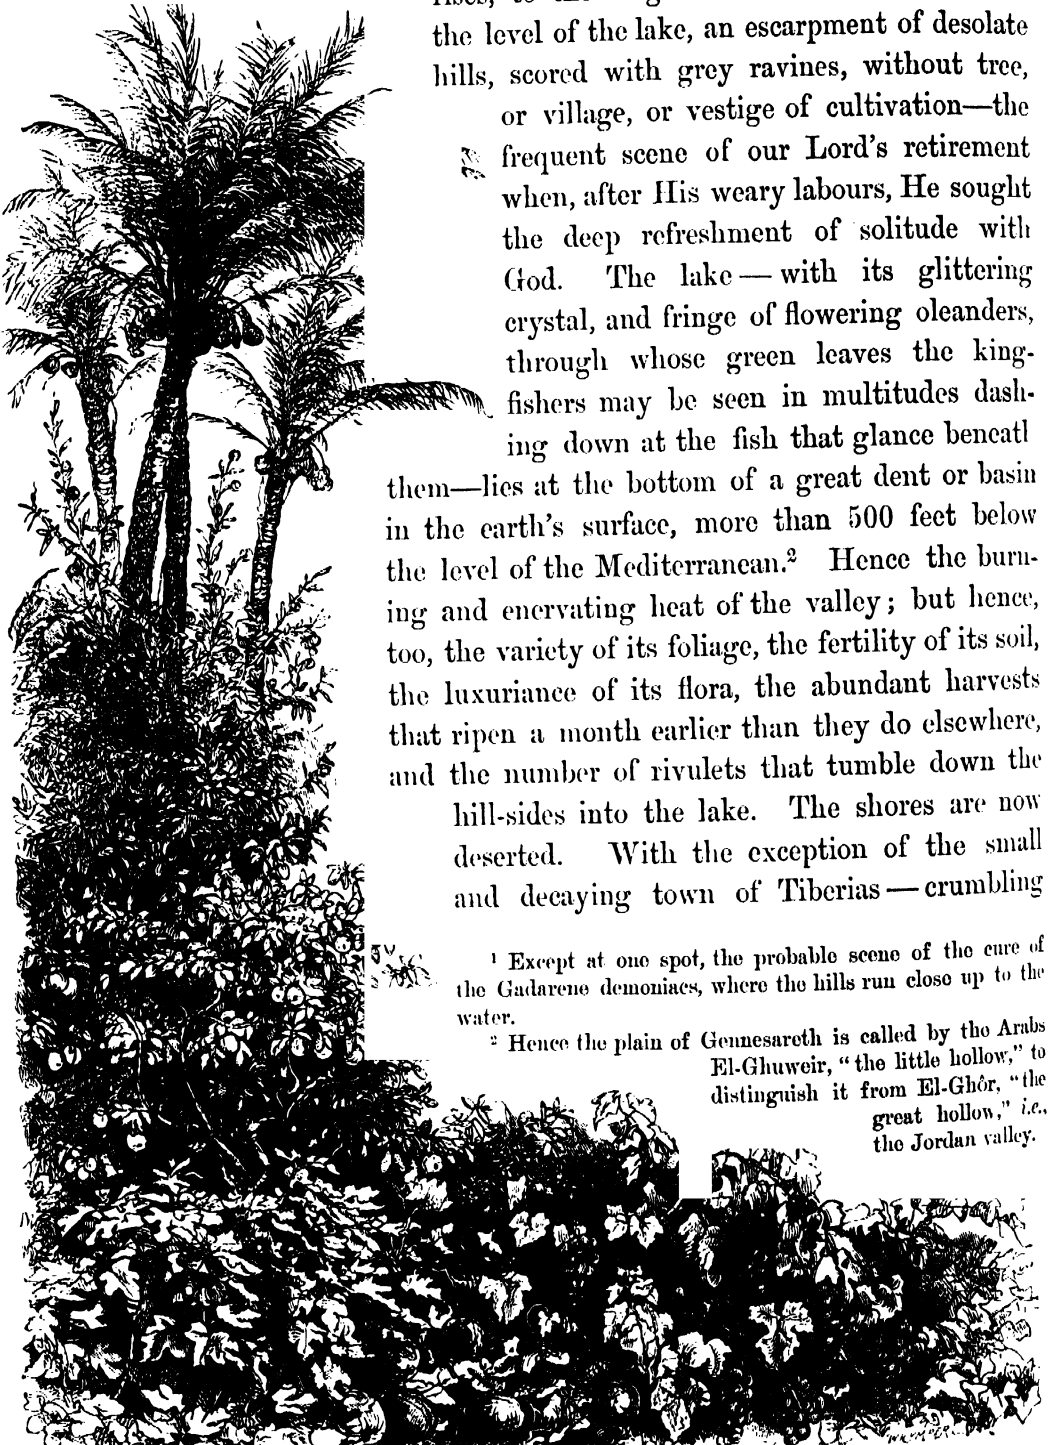 the level of the lake, an escarpment of desolate
hills, scored with grey ravines, without tree,
or village, or vestige of cultivation—the
frequent scene of our Lord's retirement
when, after His weary labours, He sought
the deep refreshment of solitude with
God. The lake — with its glittering
crystal, and fringe of flowering oleanders,
through whose green leaves the king-
fishers may be seen in multitudes dash-
ing down at the fish that glance beneatl
them—lies at the bottom of a great dent or basin
in the earth's surface, more than 500 feet below
the level of the Mediterranean.² Hence the burn-
ing and enervating heat of the valley; but hence,
too, the variety of its foliage, the fertility of its soil,
the luxuriance of its flora, the abundant harvests
that ripen a month earlier than they do elsewhere,
and the number of rivulets that tumble down the
hill-sides into the lake. The shores are now
deserted. With the exception of the small
and decaying town of Tiberias — crumbling
¹ Except at one spot, the probable scene of the cure of
the Gadarene demoniacs, where the hills run close up to the
water.
² Hence the plain of Gennesareth is called by the Arabs
El-Ghuweir, “the little hollow,” to
distinguish it from El-Ghôr, “the
great hollow,” i.e.,
the Jordan valley.